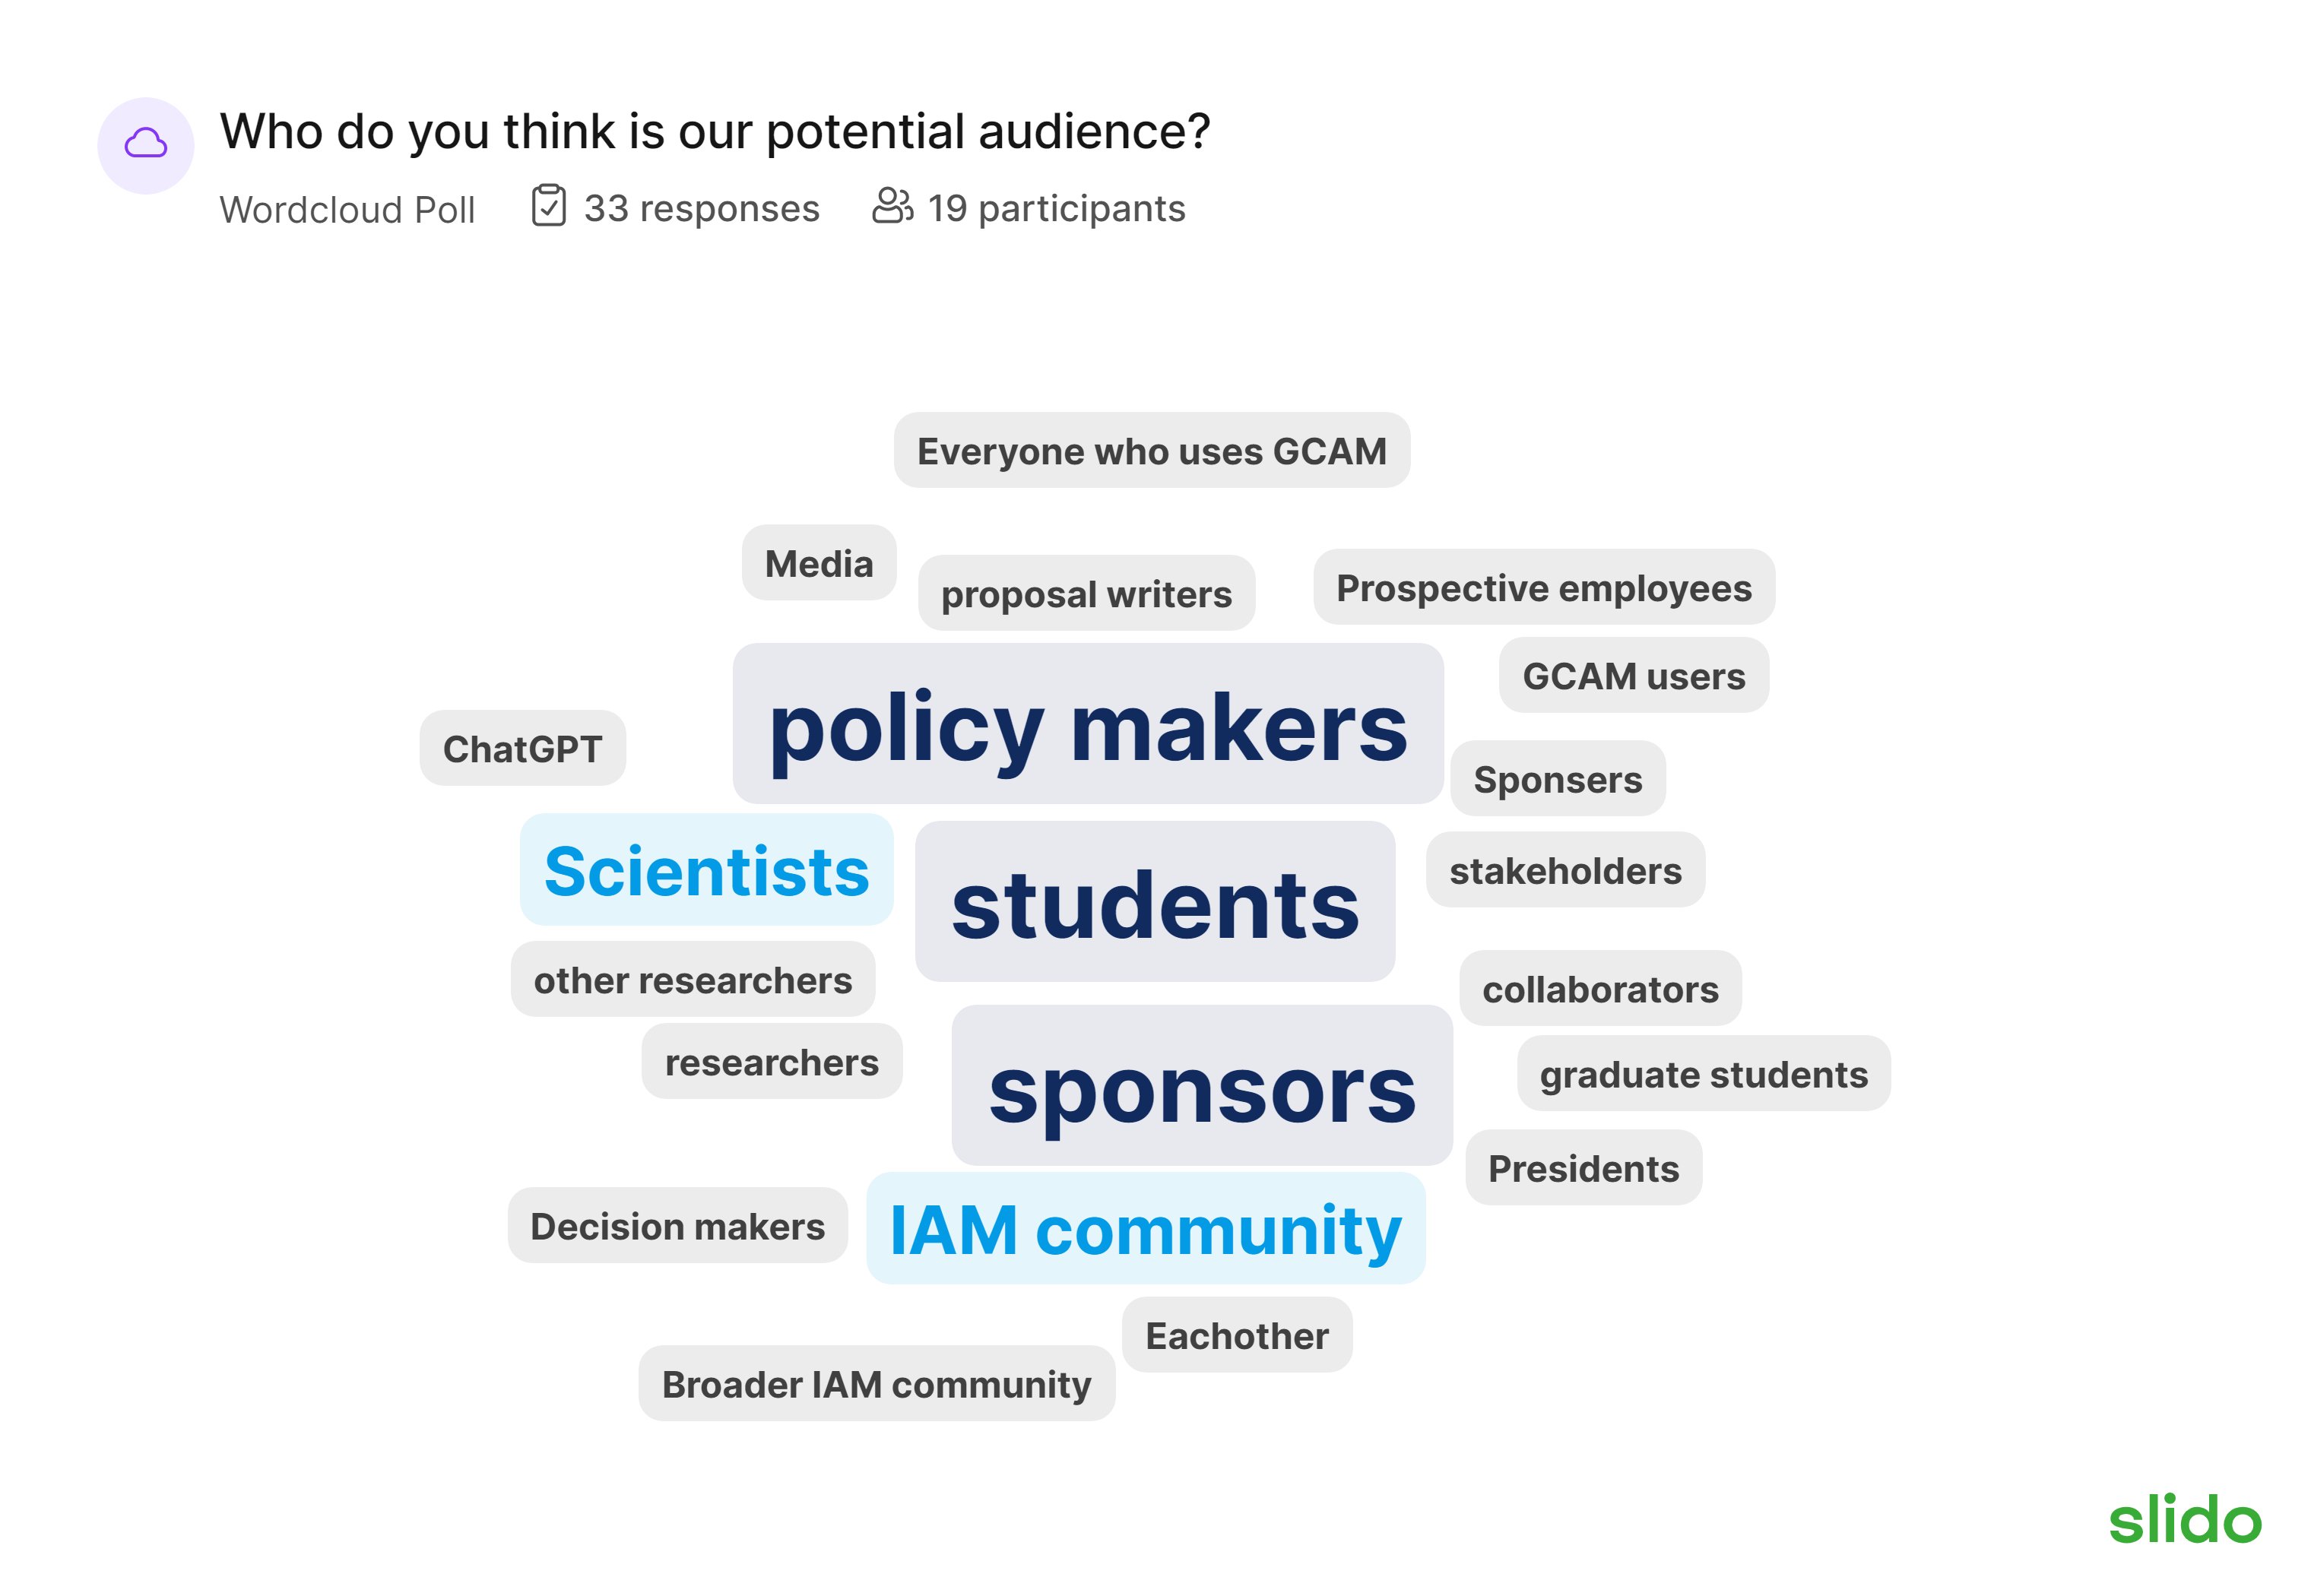 Who do you think is our potential audience?
Wordcloud Poll 33 responses 19 participants
Everyone who uses GCAM
Media
proposal writers
Prospective employees
GCAM users
policy makers
ChatGPT
Sponsers
Scientists
students
stakeholders
other researchers
collaborators
researchers
sponsors
graduate students
Presidents
Decision makers
IAM community
Eachother
Broader IAM community
slido